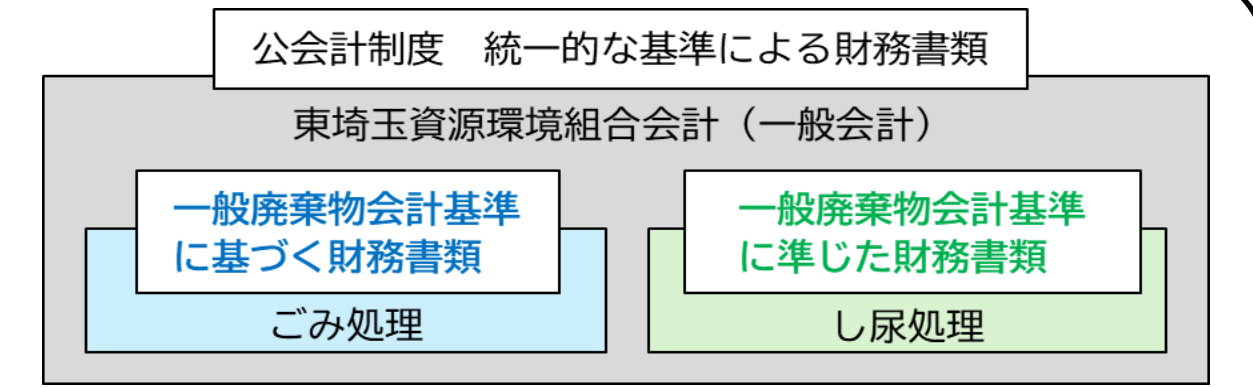 公会計制度　統一的な基準による財務書類
東埼玉資源環境組合会計（一般会計）
一般廃棄物会計基準
に基づく財務書類
ごみ処理
一般廃棄物会計基準
に準じた財務書類
し尿処理